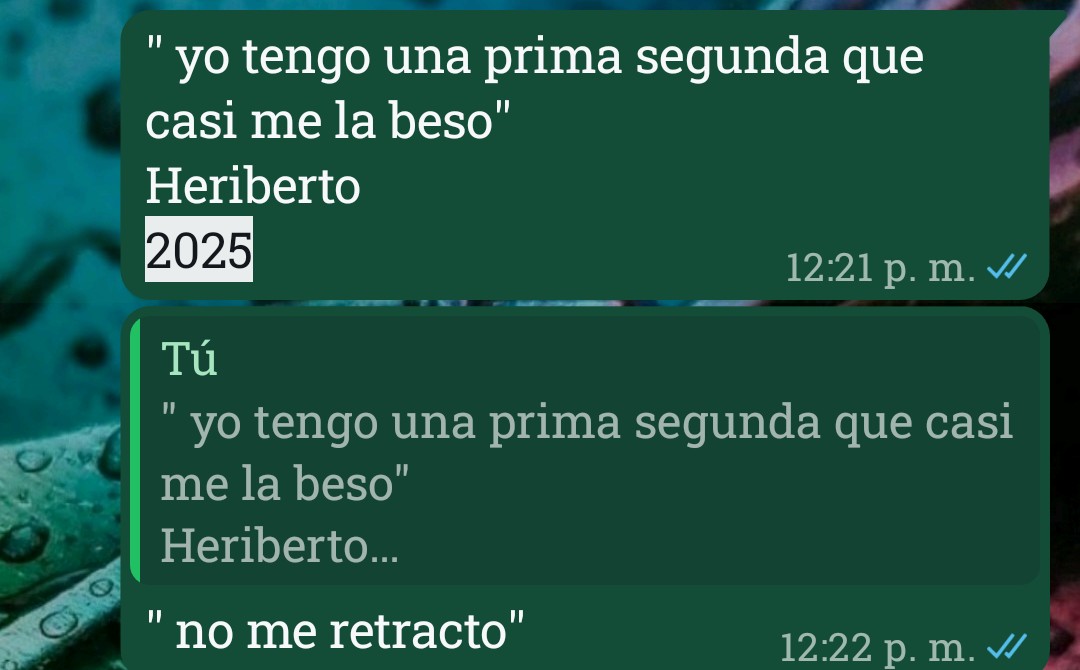 " yo tengo una prima segunda que
casi me la beso"
Heriberto
2025
12:21 p. m.
Tú
" yo tengo una prima segunda que casi
me la beso"
Heriberto...
" no me retracto"
12:22 p. m.